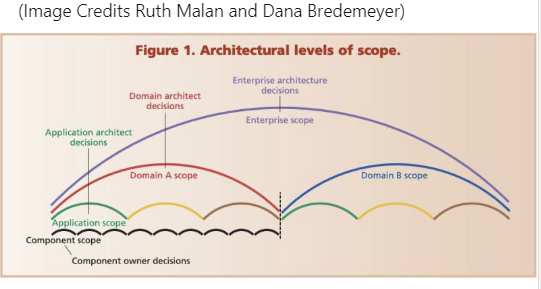 (Image Credits Ruth Malan and Dana Bredemeyer)
Figure 1. Architectural levels of scope.
Enterprise architecture
decisions
Domain architect
decisions
Enterprise scope
Application architect
decisions
Domain A scope
Domain B scope
Application scope
Component scope
Component owner decisions